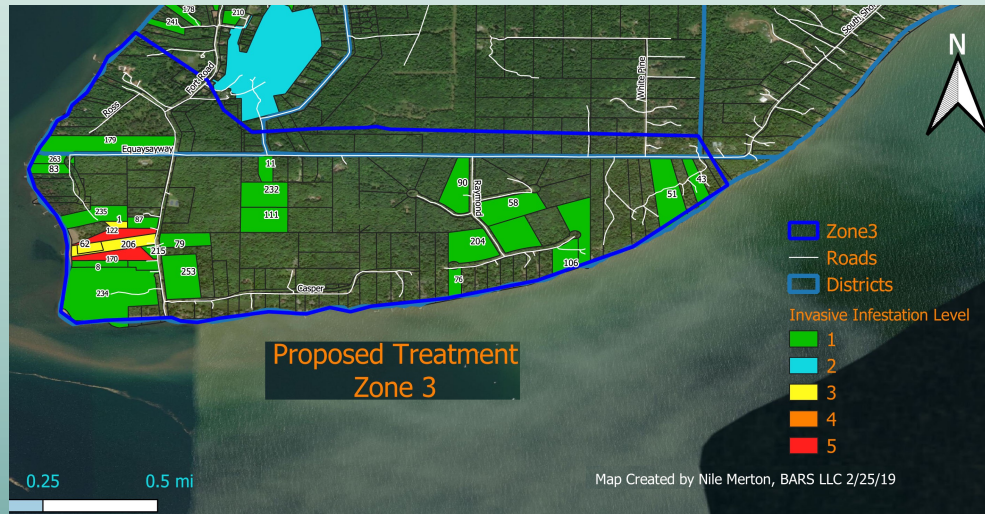 178
241
210
South Sho
N
Fort Road
Ross
White Pine
179
Equaysayway
263
83
11
232
111
90
Raymond
58
51
43
235
1
87
122
62
206
215
79
170
8
253
234
204
76
106
Casper
Zone3
Roads
Districts
Invasive Infestation Level
1
2
3
4
5
Proposed Treatment
Zone 3
0.25
0.5 mi
Map Created by Nile Merton, BARS LLC 2/25/19